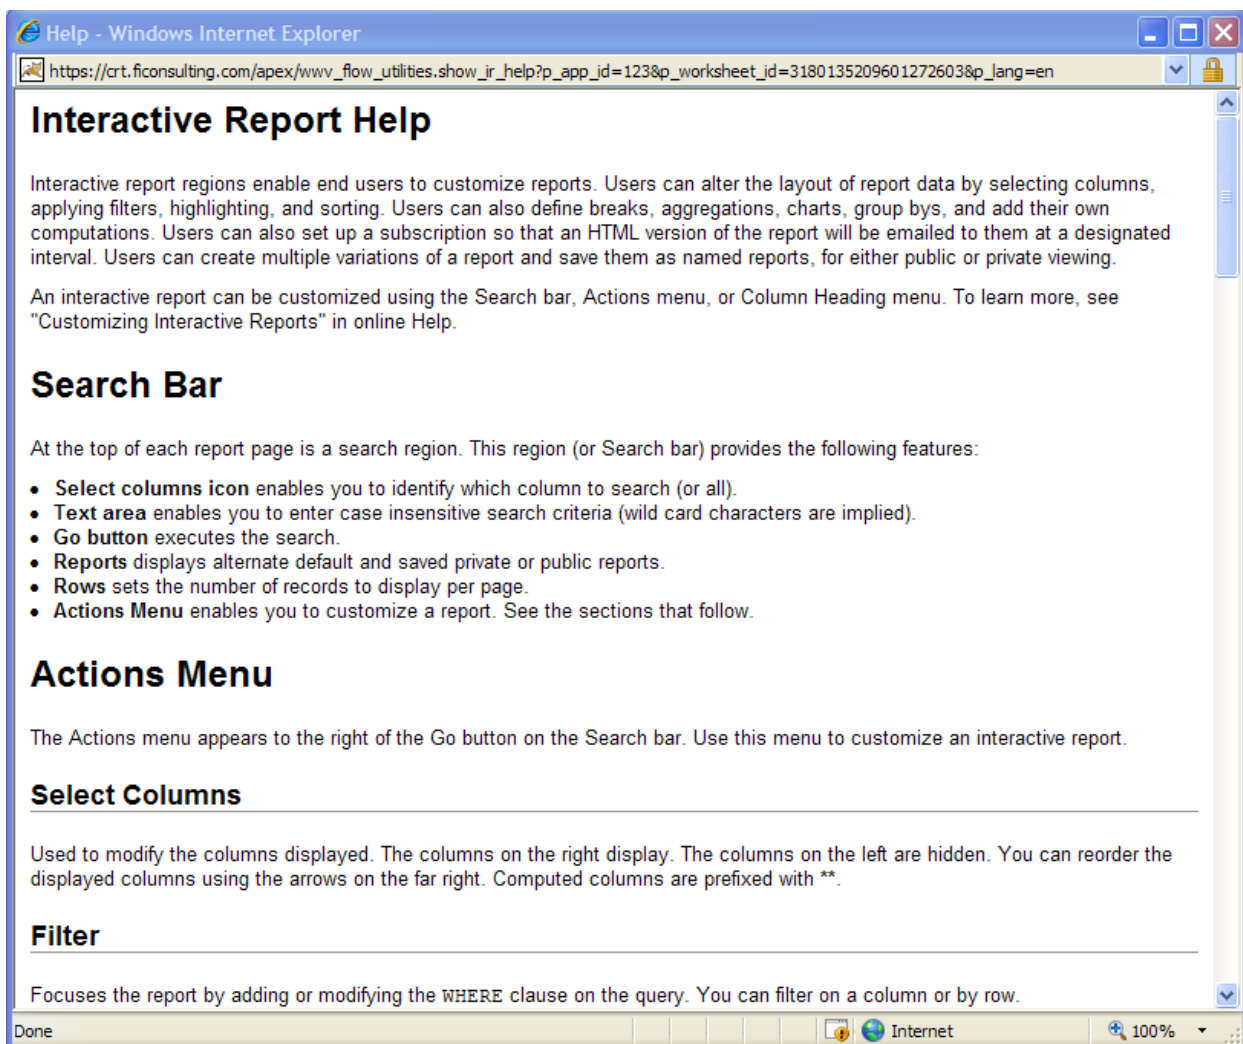 Help - Windows Internet Explorer
https://crt.ficonsulting.com/apex/wwv_flow_utilities.show_ir_help?p_app_id=123&p_worksheet_id=3180135209601272603&p_lang=en
Interactive Report Help
Interactive report regions enable end users to customize reports. Users can alter the layout of report data by selecting columns,
applying filters, highlighting, and sorting. Users can also define breaks, aggregations, charts, group bys, and add their own
computations. Users can also set up a subscription so that an HTML version of the report will be emailed to them at a designated
interval. Users can create multiple variations of a report and save them as named reports, for either public or private viewing.
An interactive report can be customized using the Search bar, Actions menu, or Column Heading menu. To learn more, see
"Customizing Interactive Reports" in online Help.
Search Bar
At the top of each report page is a search region. This region (or Search bar) provides the following features:
• Select columns icon enables you to identify which column to search (or all).
• Text area enables you to enter case insensitive search criteria (wild card characters are implied).
• Go button executes the search.
• Reports displays alternate default and saved private or public reports.
• Rows sets the number of records to display per page.
• Actions Menu enables you to customize a report. See the sections that follow.
Actions Menu
The Actions menu appears to the right of the Go button on the Search bar. Use this menu to customize an interactive report.
Select Columns
Used to modify the columns displayed. The columns on the right display. The columns on the left are hidden. You can reorder the
displayed columns using the arrows on the far right. Computed columns are prefixed with **.
Filter
Focuses the report by adding or modifying the WHERE clause on the query. You can filter on a column or by row.
Done
Internet
100%